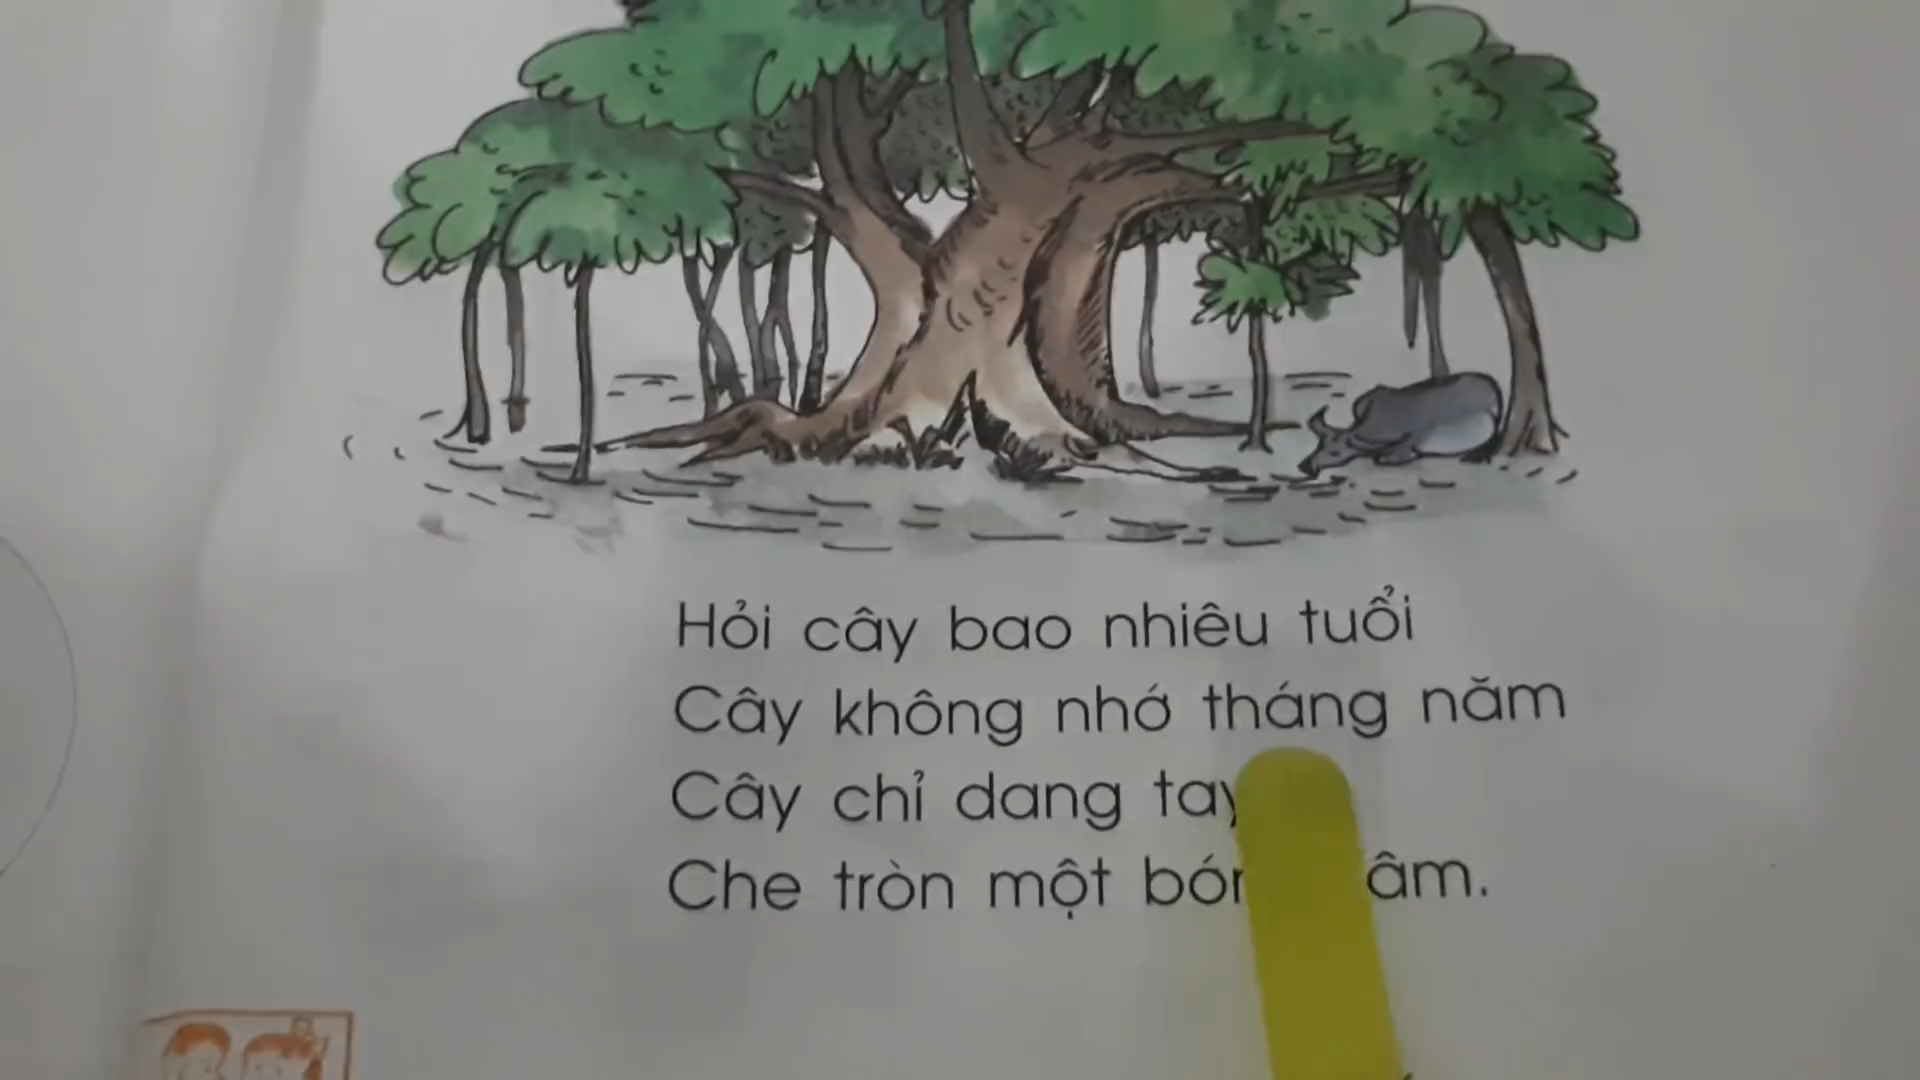 Hỏi cây bao nhiêu tuổi
Cây không nhớ tháng năm
Cây chỉ dang tay
Che tròn một